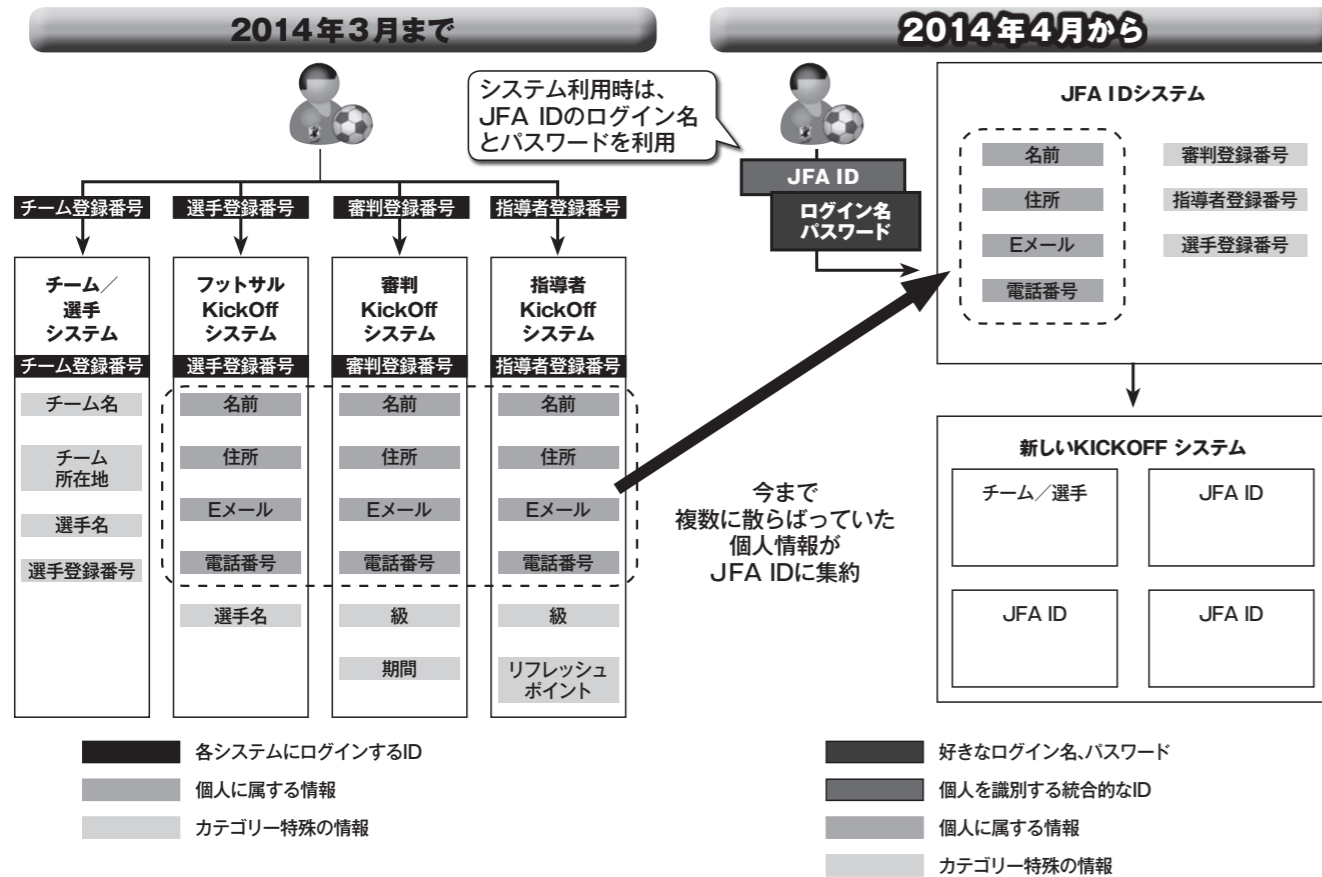 2014年3月まで
チーム登録番号
選手登録番号
審判登録番号
指導者登録番号
チーム／
選手
システム
チーム登録番号
チーム名
チーム
所在地
選手名
選手登録番号
フットサル
KickOff
システム
選手登録番号
名前
住所
Eメール
電話番号
選手名
審判
KickOff
システム
審判登録番号
名前
住所
Eメール
電話番号
級
期間
指導者
KickOff
システム
指導者登録番号
名前
住所
Eメール
電話番号
級
リフレッシュ
ポイント
各システムにログインするID
個人に属する情報
カテゴリー特殊の情報
2014年4月から
システム利用時は、
JFA IDのログイン名
とパスワードを利用
JFA ID
ログイン名
パスワード
JFA IDシステム
名前
住所
Eメール
電話番号
審判登録番号
指導者登録番号
選手登録番号
今まで
複数に散らばっていた
個人情報が
JFA IDに集約
新しいKICKOFF システム
チーム／選手
JFA ID
JFA ID
JFA ID
好きなログイン名、パスワード
個人を識別する統合的なID
個人に属する情報
カテゴリー特殊の情報